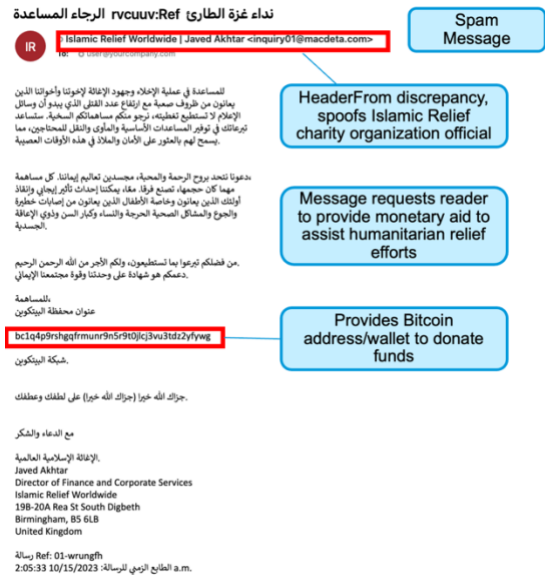 نداء غزة الطارئ rvcuuv:Ref الرجاء المساعدة
Spam
Message
IR
Islamic Relief Worldwide | Javed Akhtar <inquiry01@macdeta.com>
To: user@yourcompany.com
HeaderFrom discrepancy,
spoofs Islamic Relief
charity organization official
للمساعدة في عملية الإخلاء وجهود الإغاثة لإخوتنا وأخواتنا الذين
يعانون من ظروف صعبة مع ارتفاع عدد القتلى الذي يبدو أن وسائل
الإعلام لا تستطيع تغطيته، نرجو منكم مساهماتكم السخية. ستساعد
تبرعاتك في توفير المساعدات الأساسية والمأوى والنقل للمحتاجين، مما
.يسمح لهم بالعثور على الأمان والملاذ في هذه الأوقات العصيبة
،دعونا نتحد بروح الرحمة والمحبة، مجسدين تعاليم إيماننا. كل مساهمة
مهما كان حجمها، تصنع فرقا. معًا، يمكننا إحداث تأثير إيجابي وإنقاذ
أولئك الذين يعانون وخاصة الأطفال الذين يعانون من إصابات خطيرة
والجوع والمشاكل الصحية الحرجة والنساء وكبار السن وذوي الإعاقة
.الجسدية
Message requests reader
to provide monetary aid to
assist humanitarian relief
efforts
.من فضلكم تبرعوا بما تستطيعون، ولكم الأجر من الله الرحمن الرحيم
.دعمكم هو شهادة على وحدتنا وقوة مجتمعنا الإيماني
،للمساهمة
عنوان محفظة البيتكوين
bc1q4p9rshgqfrmunr9n5r9t0jlcj3vu3tdz2yfywg
.شبكة البيتكوين
Provides Bitcoin
address/wallet to donate
funds
.جزاك الله خيرا (جزاك الله خيرا) على لطفك وعطفك
مع الدعاء والشكر
.الإغاثة الإسلامية العالمية
Javed Akhtar
Director of Finance and Corporate Services
Islamic Relief Worldwide
19B-20A Rea St South Digbeth
Birmingham, B5 6LB
United Kingdom
رسالة Ref: 01-wrungfh
2:05:33 10/15/2023 :الطابع الزمني للرسالة a.m.